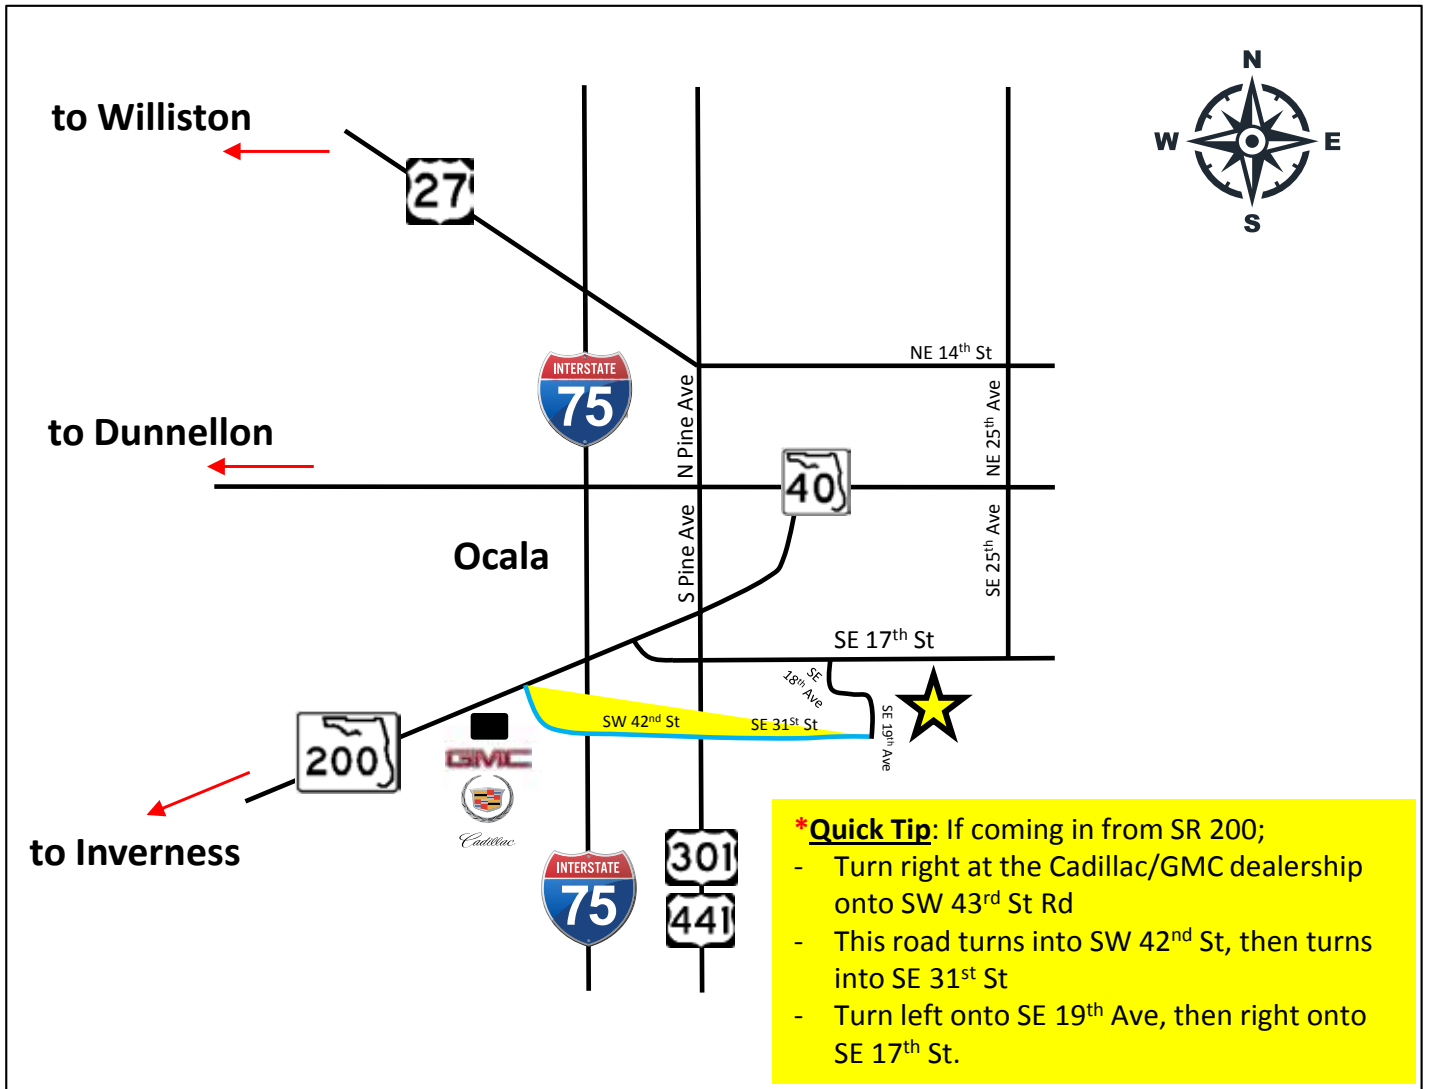 N
W
E
S
to Williston
27
NE 14th St
INTERSTATE
75
N Pine Ave
NE 25th Ave
to Dunnellon
40
S Pine Ave
SE 25th Ave
Ocala
SE 17th St
SE
18th Ave
SE 19th Ave
SW 42nd St
SE 31st St
200
GMC
Cadillac
to Inverness
301
INTERSTATE
75
441
*Quick Tip: If coming in from SR 200;
- Turn right at the Cadillac/GMC dealership
onto SW 43rd St Rd
- This road turns into SW 42nd St, then turns
into SE 31st St
- Turn left onto SE 19th Ave, then right onto
SE 17th St.